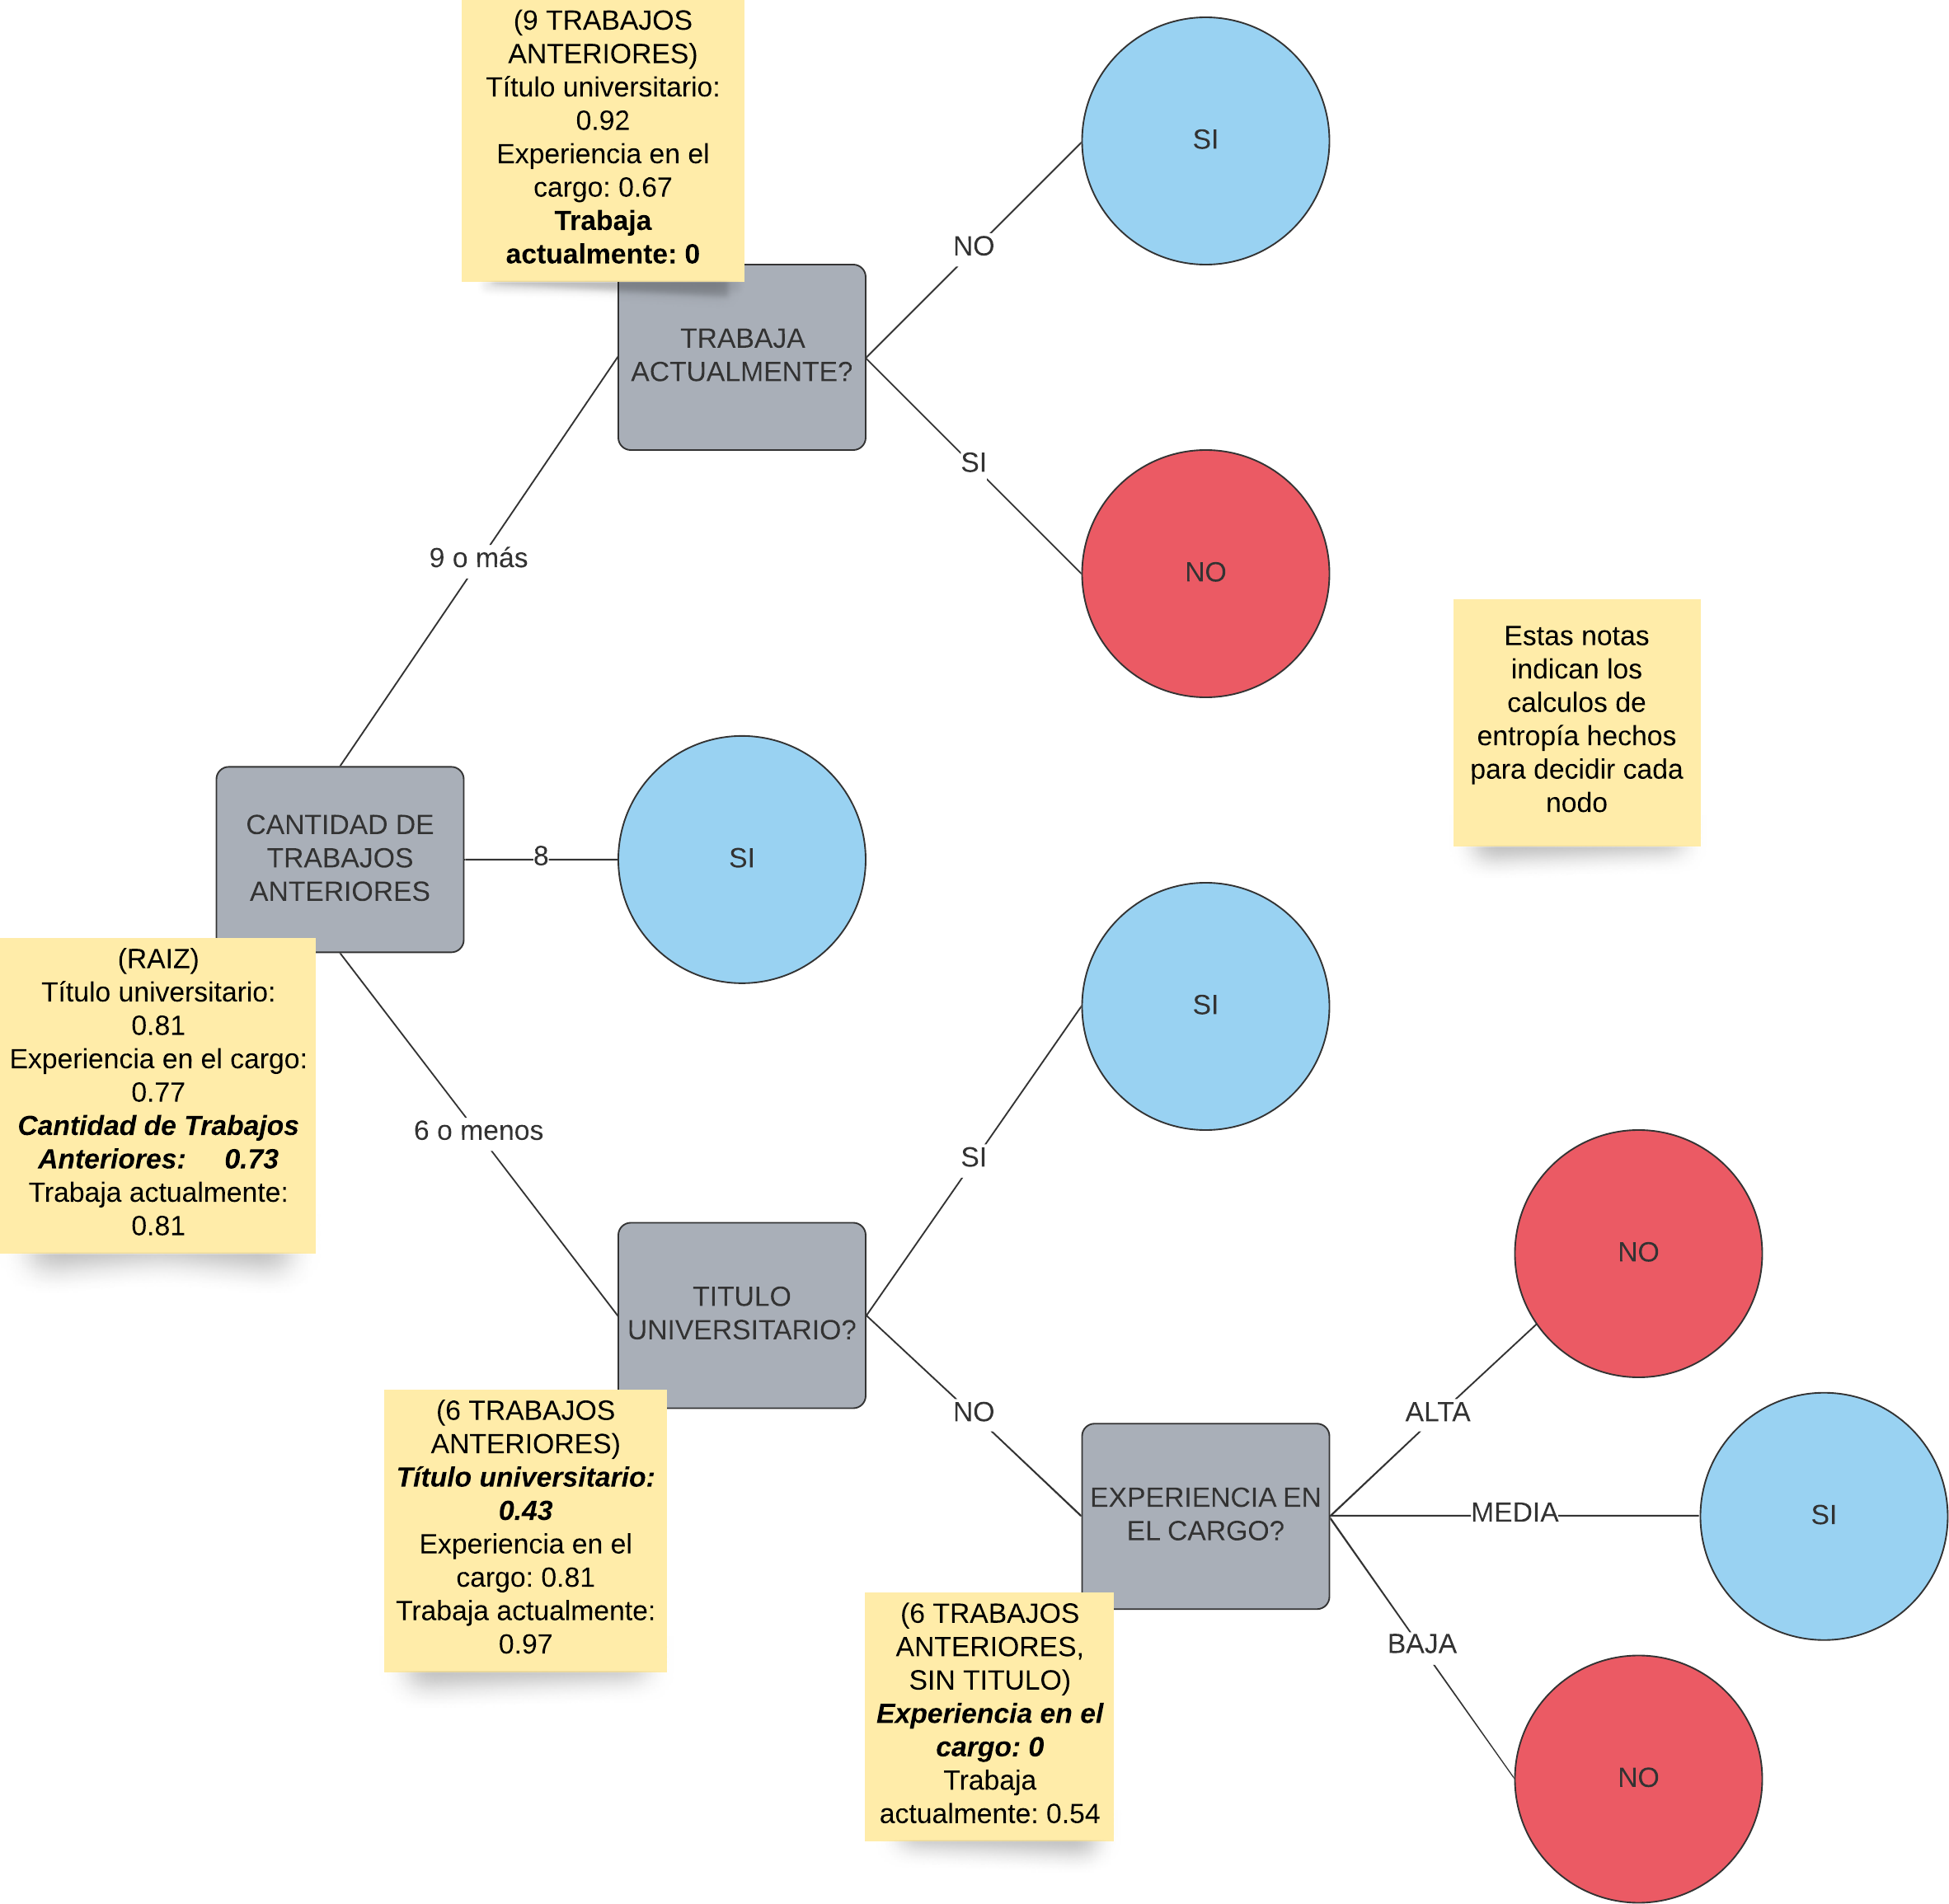 (9 TRABAJOS
ANTERIORES)
Título universitario:
0.92
Experiencia en el
cargo: 0.67
Trabaja
actualmente: 0
SI
NO
TRABAJA
ACTUALMENTE?
SI
NO
9 o más
Estas notas
indican los
calculos de
entropía hechos
para decidir cada
nodo
CANTIDAD DE
TRABAJOS
ANTERIORES
8
SI
(RAIZ)
Título universitario:
0.81
Experiencia en el cargo:
0.77
Cantidad de Trabajos
Anteriores: 0.73
Trabaja actualmente:
0.81
6 o menos
SI
SI
TITULO
UNIVERSITARIO?
NO
(6 TRABAJOS
ANTERIORES)
Título universitario:
0.43
Experiencia en el
cargo: 0.81
Trabaja actualmente:
0.97
NO
ALTA
EXPERIENCIA EN
EL CARGO?
MEDIA
SI
BAJA
NO
(6 TRABAJOS
ANTERIORES,
SIN TITULO)
Experiencia en el
cargo: 0
Trabaja
actualmente: 0.54